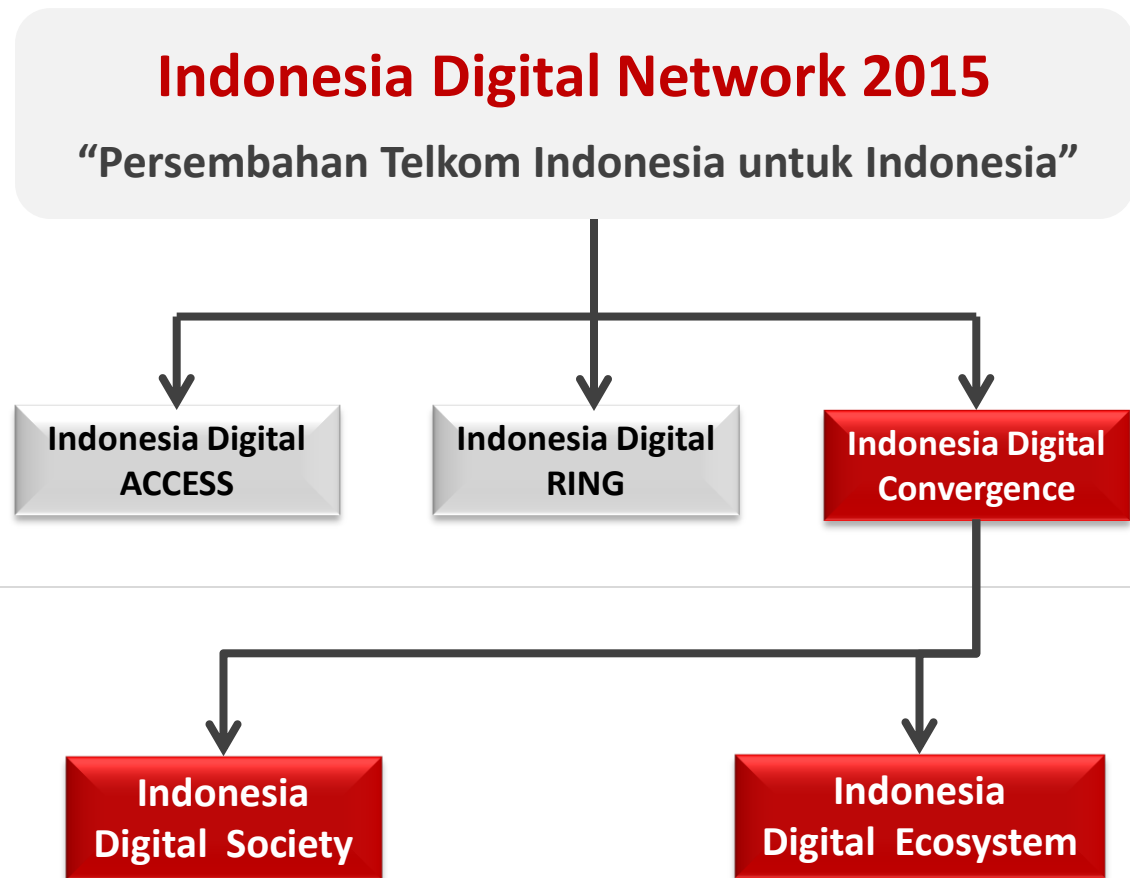 Indonesia Digital Network 2015
“Persembahan Telkom Indonesia untuk Indonesia”
Indonesia Digital
ACCESS
Indonesia Digital
RING
Indonesia Digital
Convergence
Indonesia
Digital Society
Indonesia
Digital Ecosystem